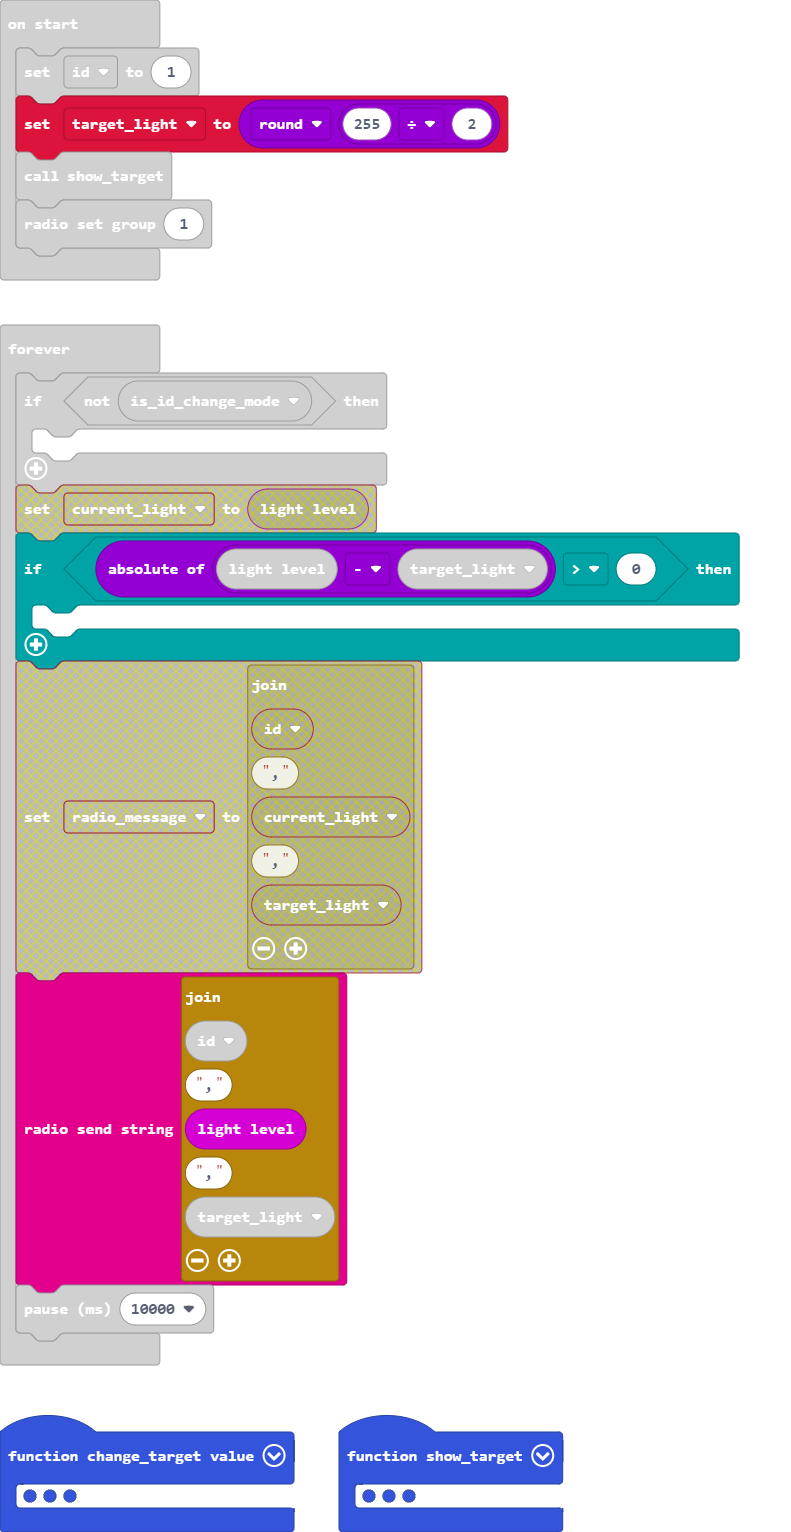 on start
set id to 1
set target_light to round 255 ÷ 2
call show_target
radio set group 1
forever
if not is_id_change_mode then
set current_light to light level
if absolute of light level - target_light > 0 then
join
id
","
set radio_message to current_light
","
target_light
join
id
","
radio send string light level
","
target_light
pause (ms) 10000
function change_target value function show_target